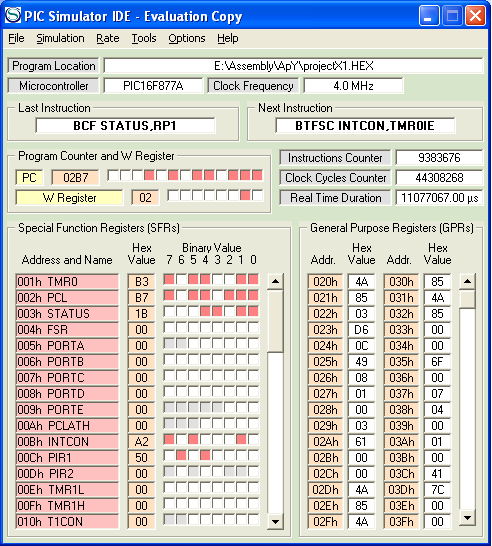 PIC Simulator IDE - Evaluation Copy
File Simulation Rate Tools Options Help
Program Location E:\Assembly\ApY\projectX1.HEX
Microcontroller PIC16F877A Clock Frequency 4.0 MHz
Last Instruction Next Instruction
BCF STATUS,RP1 BTFSC INTCON,TMR0IE
Program Counter and W Register
PC 02B7
W Register 02
Instructions Counter 9383676
Clock Cycles Counter 44308268
Real Time Duration 11077067.00 µs
Special Function Registers (SFRs)
Address and Name Hex Value Binary Value 7 6 5 4 3 2 1 0
001h TMR0 B3
002h PCL B7
003h STATUS 1B
004h FSR 00
005h PORTA 00
006h PORTB 00
007h PORTC 00
008h PORTD 00
009h PORTE 00
00Ah PCLATH 00
00Bh INTCON A2
00Ch PIR1 50
00Dh PIR2 00
00Eh TMR1L 00
00Fh TMR1H 00
010h T1CON 00
General Purpose Registers (GPRs)
Addr. Hex Value Addr. Hex Value
020h 4A 030h 85
021h 85 031h 4A
022h 03 032h 85
023h D6 033h 00
024h 0C 034h 00
025h 49 035h 6F
026h 08 036h 00
027h 01 037h 07
028h 00 038h 04
029h 03 039h 00
02Ah 61 03Ah 01
02Bh 00 03Bh 00
02Ch 00 03Ch 41
02Dh 4A 03Dh 7C
02Eh 85 03Eh 00
02Fh 4A 03Fh 00